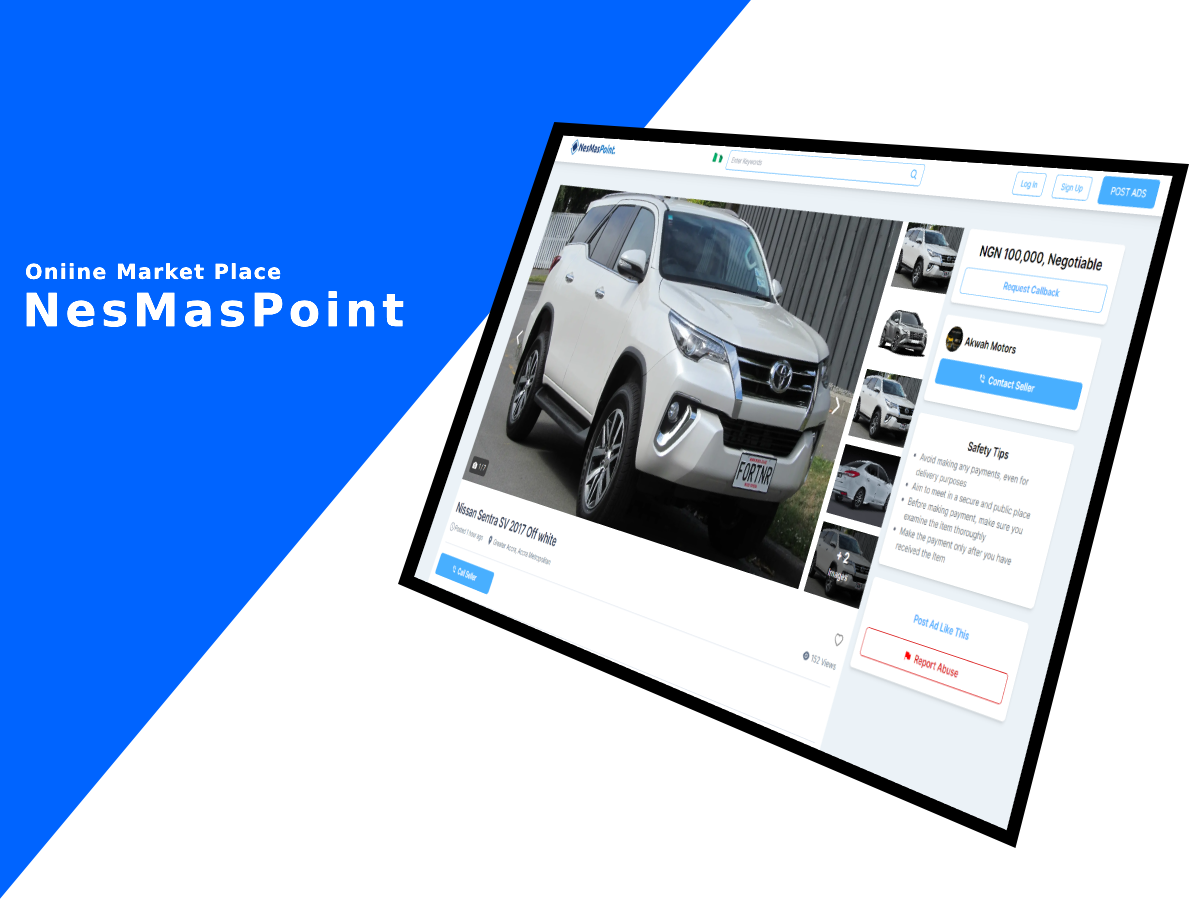 Oniine Market Place
NesMasPoint
NesMasPoint.
Enter Keywords
Log in
Sign Up
POST ADS
FORTNR
1/7
+ 2
Images
Nissan Sentra SV 2017 Off white
Posted 1 hour ago
Greater Accra, Accra Metropolitan
Call Seller
152 Views
NGN 100,000, Negotiable
Request Callback
Akwah Motors
Contact Seller
Safety Tips
• Avoid making any payments, even for
delivery purposes
• Aim to meet in a secure and public place
• Before making payment, make sure you
examine the item thoroughly
• Make the payment only after you have
received the item
Post Ad Like This
Report Abuse